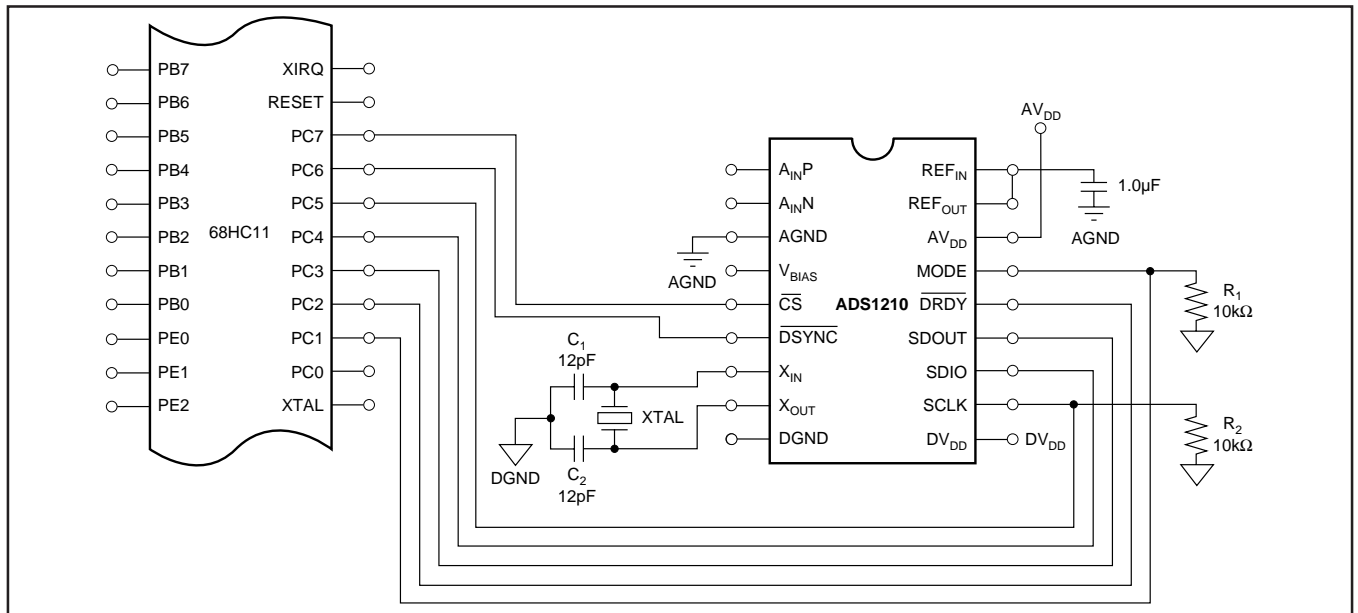 PB7
PB6
PB5
PB4
PB3
PB2
PB1
PB0
PE0
PE1
PE2
68HC11
XIRQ
RESET
PC7
PC6
PC5
PC4
PC3
PC2
PC1
PC0
XTAL
C1
12pF
XTAL
C2
12pF
DGND
AGND
AINP
AINN
AGND
VBIAS
CS
DSYNC
XIN
XOUT
DGND
ADS1210
REFIN
REFOUT
AVDD
MODE
DRDY
SDOUT
SDIO
SCLK
DVDD
AVDD
1.0µF
AGND
R1
10kΩ
R2
10kΩ
DVDD